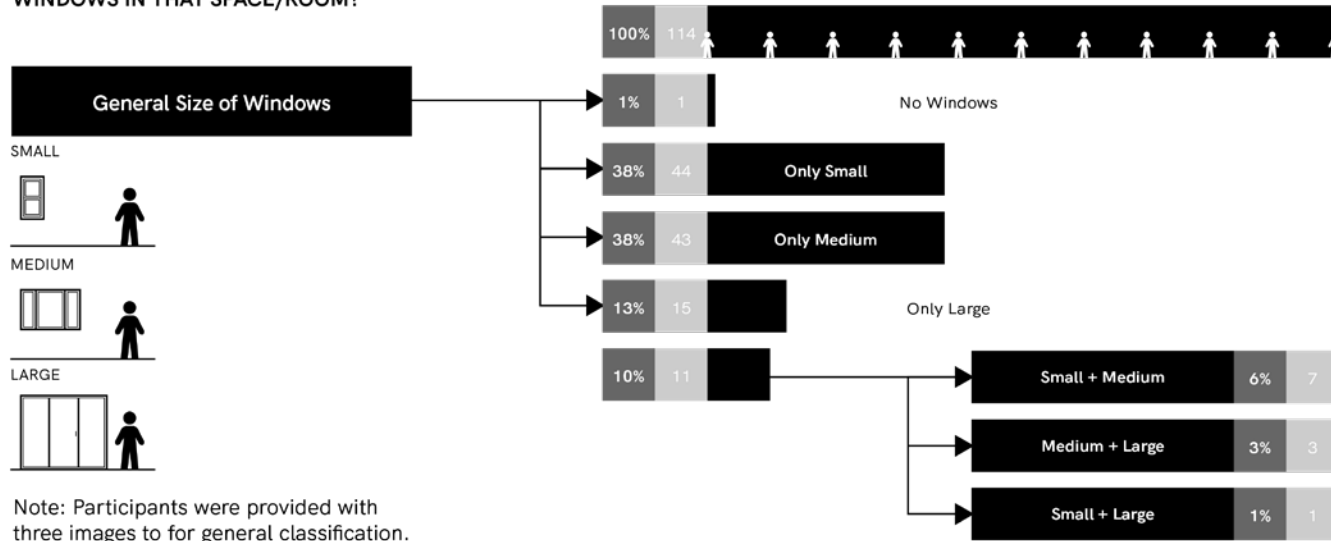 WINDOWS IN THAT SPACE/ROOM?
100% 114
General Size of Windows
1% 1 No Windows
SMALL
38% 44 Only Small
38% 43 Only Medium
MEDIUM
13% 15 Only Large
LARGE
10% 11
Small + Medium 6% 7
Medium + Large 3% 3
Small + Large 1% 1
Note: Participants were provided with
three images to for general classification.